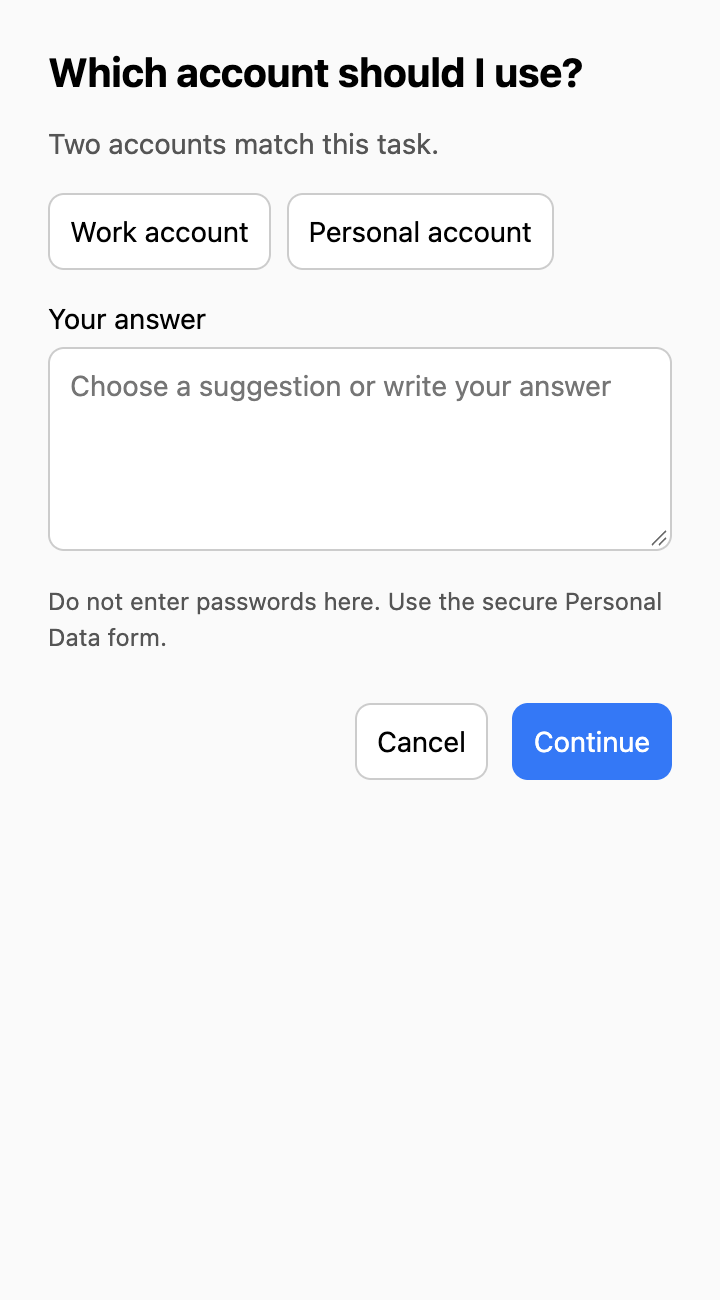 Which account should I use?
Two accounts match this task.
Work account
Personal account
Your answer
Choose a suggestion or write your answer
Do not enter passwords here. Use the secure Personal
Data form.
Cancel
Continue